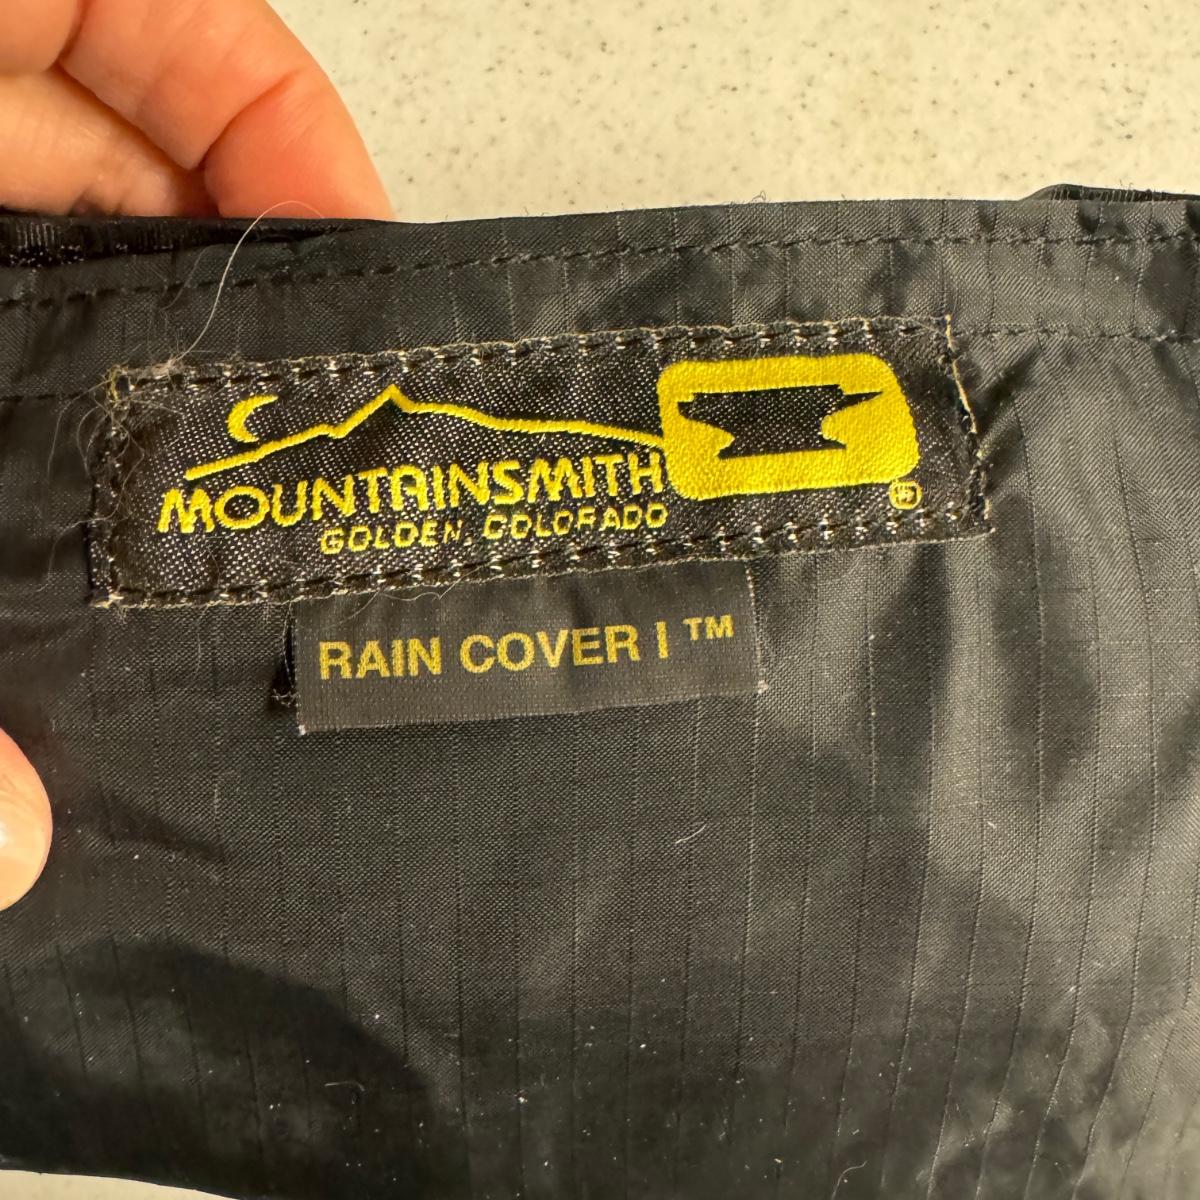 MOUNTAINSMITH
GOLDEN, COLORADO
®
RAIN COVER I ™